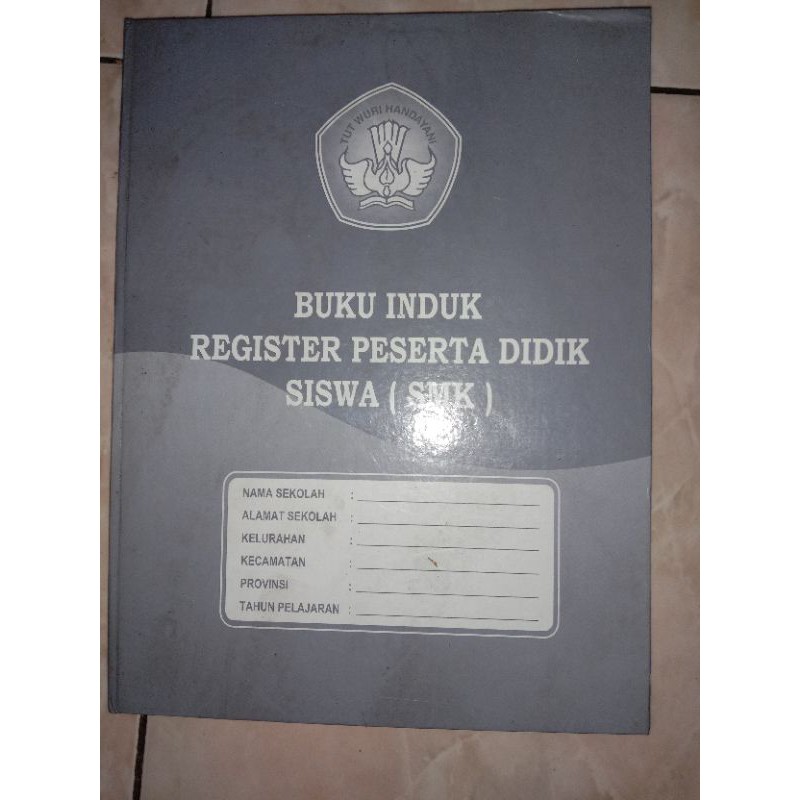 TUT WURI HANDAYANI
BUKU INDUK
REGISTER PESERTA DIDIK
SISWA ( SMK )
NAMA SEKOLAH :
ALAMAT SEKOLAH :
KELURAHAN :
KECAMATAN :
PROVINSI :
TAHUN PELAJARAN :